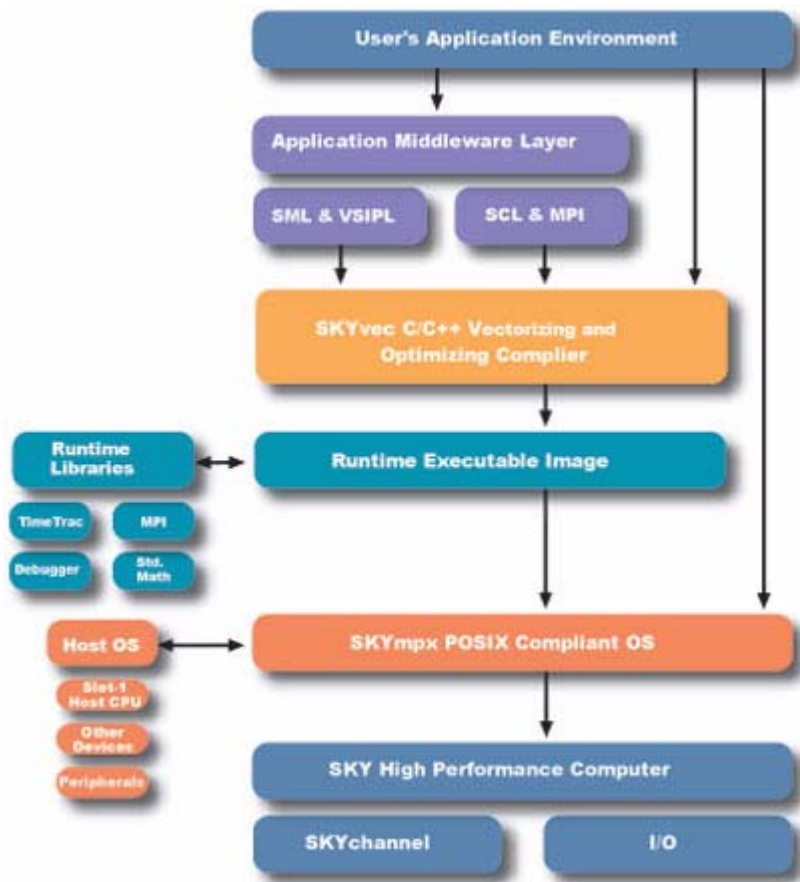 User's Application Environment
Application Middleware Layer
SML & VSIPL
SCL & MPI
SKYvec C/C++ Vectorizing and
Optimizing Complier
Runtime
Libraries
Runtime Executable Image
TimeTrac
MPI
Debugger
Std.
Math
Host OS
SKYmpx POSIX Compliant OS
Slot-1
Host CPU
Other
Devices
Peripherals
SKY High Performance Computer
SKYchannel
I/O